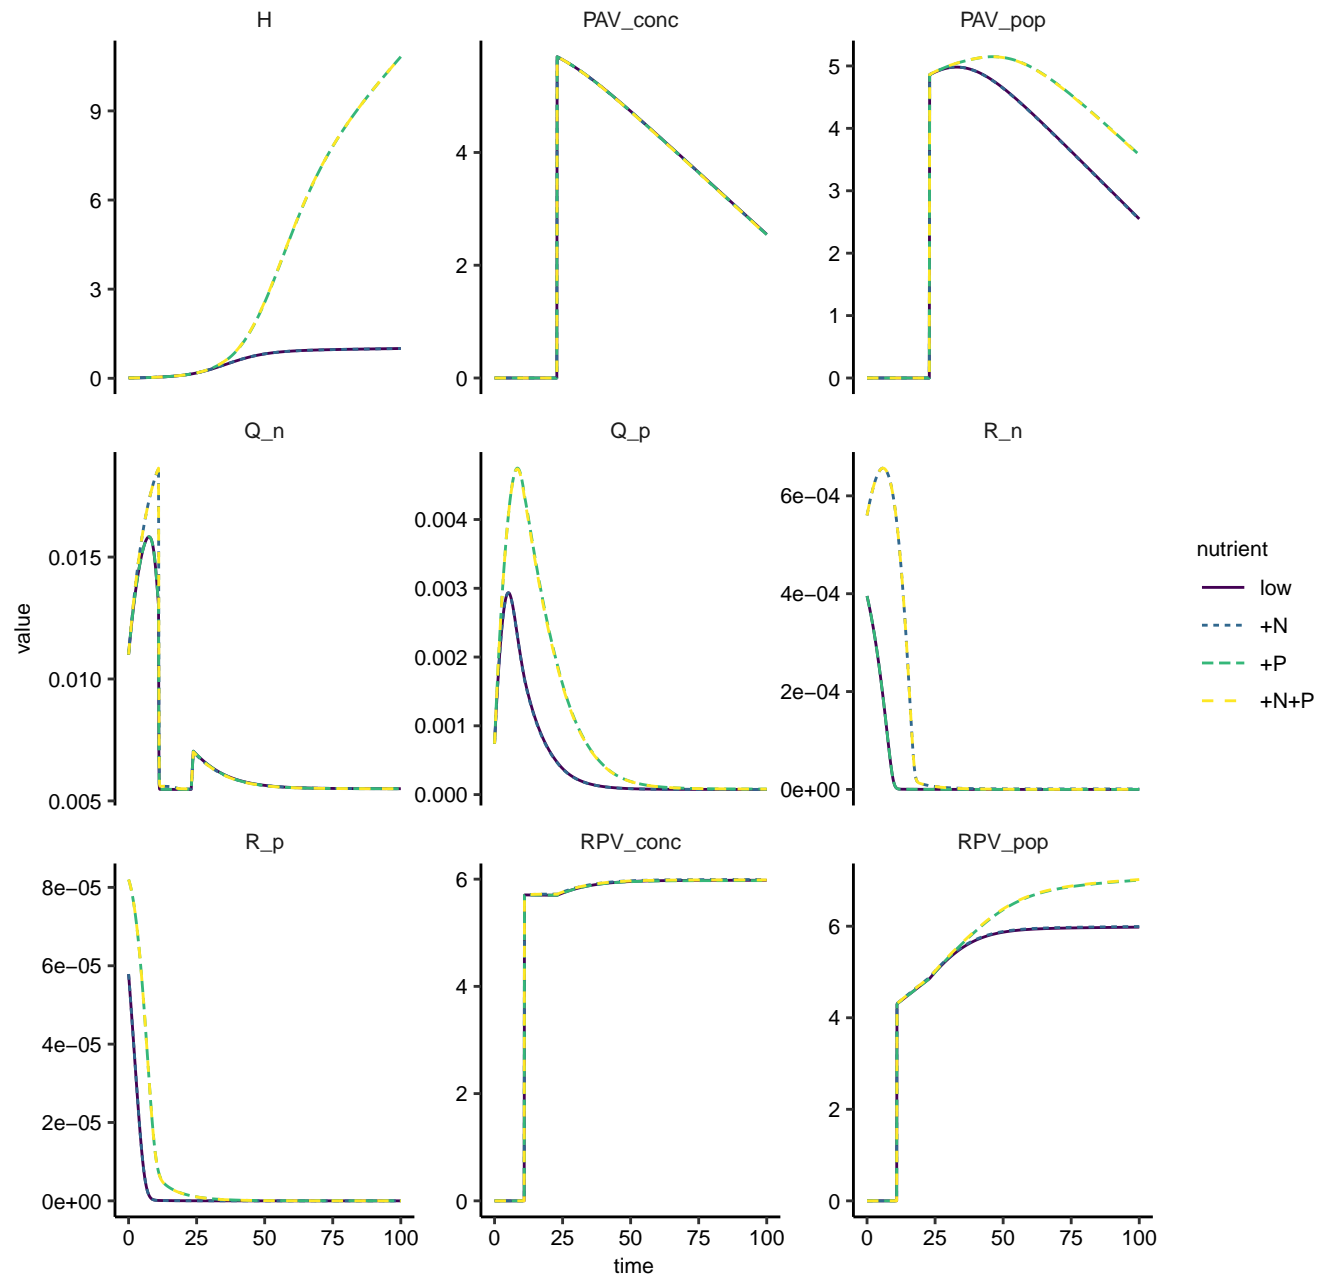 H
PAV_conc
PAV_pop
9
6
3
0
4
2
0
5
4
3
2
1
0
Q_n
Q_p
R_n
0.015
0.010
0.005
0.004
0.003
0.002
0.001
0.000
6e−04
4e−04
2e−04
0e+00
value
nutrient
low
+N
+P
+N+P
R_p
RPV_conc
RPV_pop
8e−05
6e−05
4e−05
2e−05
0e+00
6
4
2
0
6
4
2
0
0 25 50 75 100
0 25 50 75 100
0 25 50 75 100
time